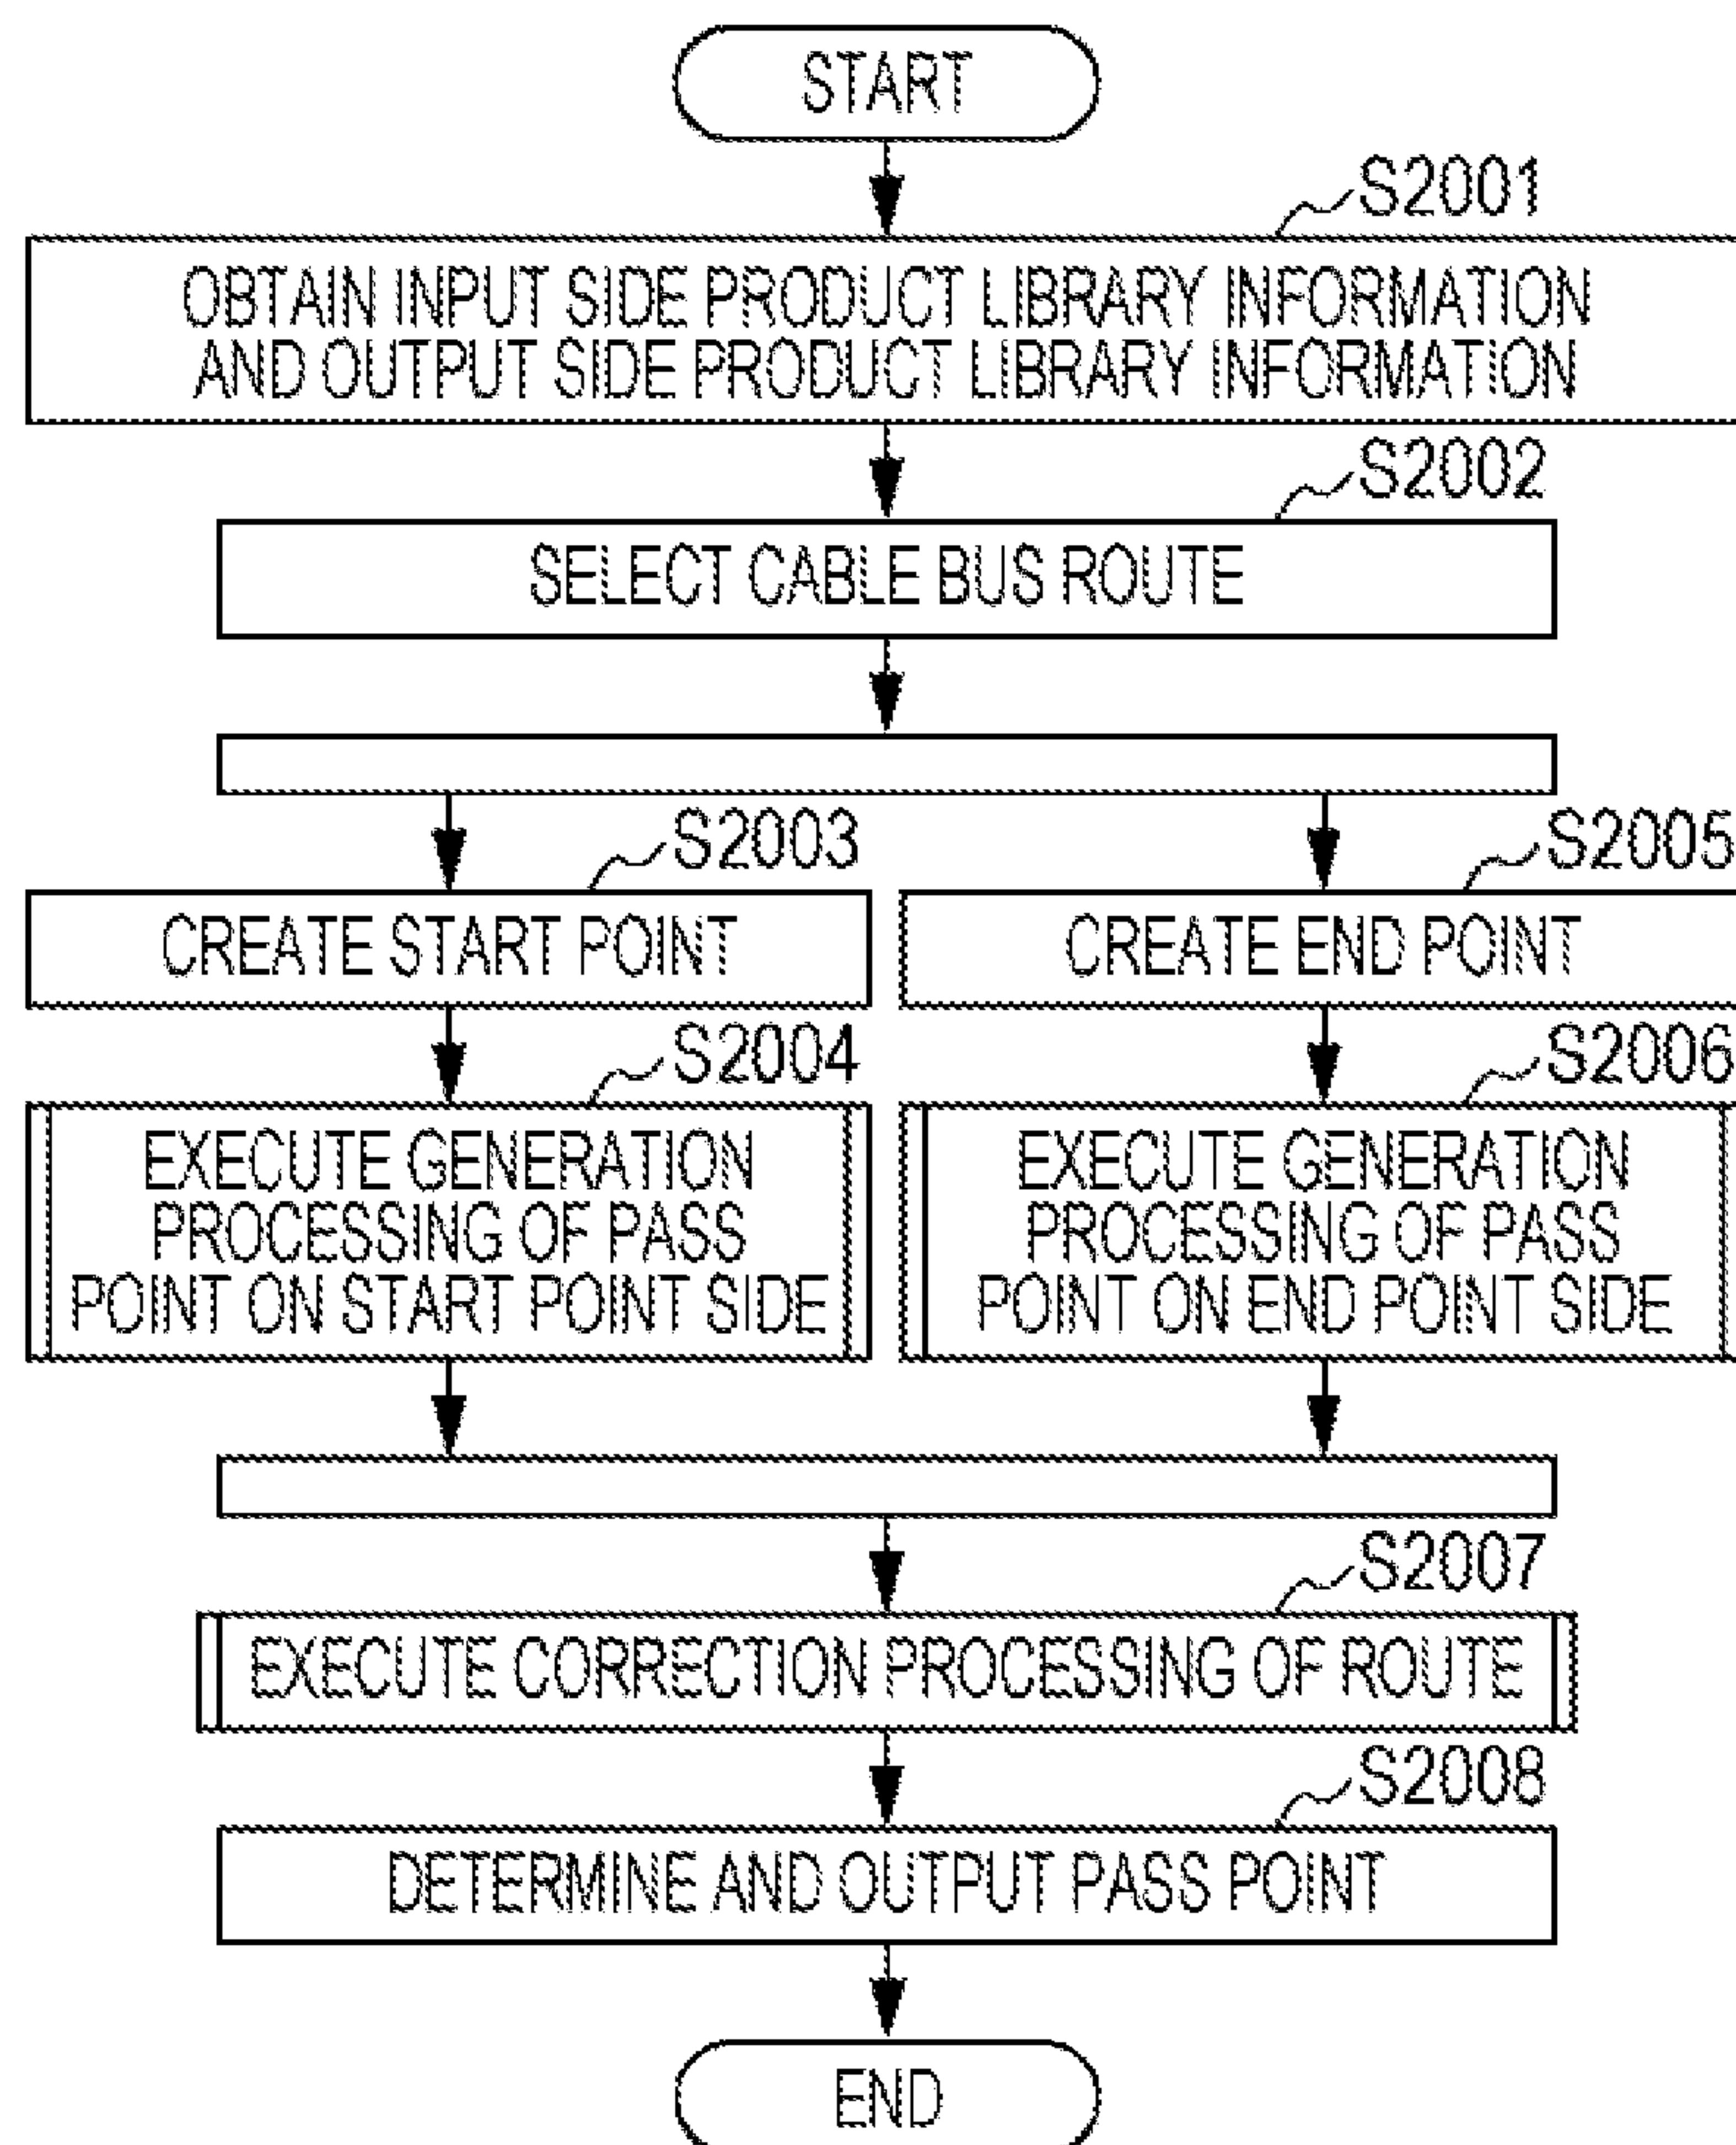 START
S2001
OBTAIN INPUT SIDE PRODUCT LIBRARY INFORMATION
AND OUTPUT SIDE PRODUCT LIBRARY INFORMATION
S2002
SELECT CABLE BUS ROUTE
S2003
CREATE START POINT
S2004
EXECUTE GENERATION
PROCESSING OF PASS
POINT ON START POINT SIDE
S2005
CREATE END POINT
S2006
EXECUTE GENERATION
PROCESSING OF PASS
POINT ON END POINT SIDE
S2007
EXECUTE CORRECTION PROCESSING OF ROUTE
S2008
DETERMINE AND OUTPUT PASS POINT
END